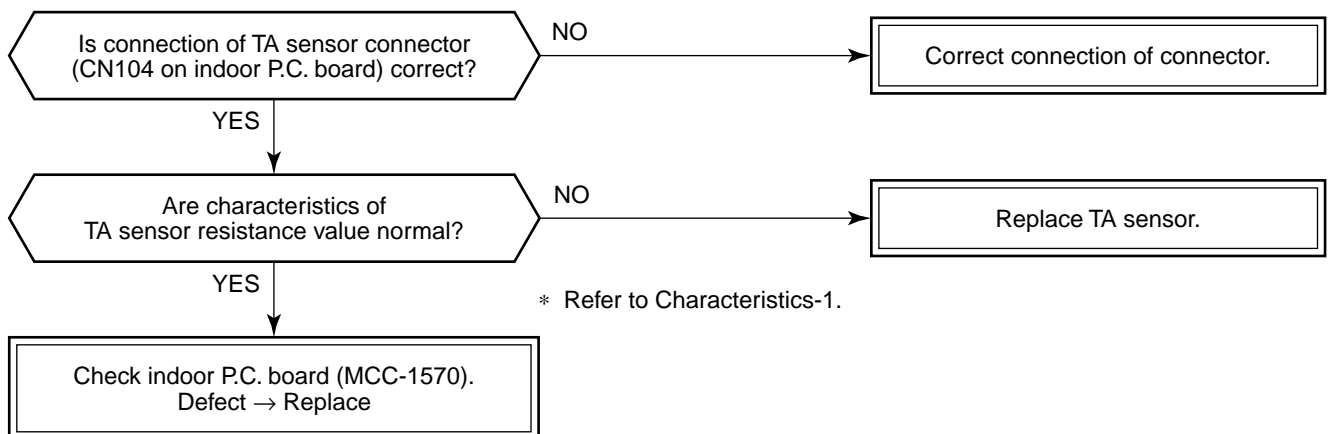 Is connection of TA sensor connector
(CN104 on indoor P.C. board) correct?
NO
Correct connection of connector.
YES
Are characteristics of
TA sensor resistance value normal?
NO
Replace TA sensor.
YES
* Refer to Characteristics-1.
Check indoor P.C. board (MCC-1570).
Defect → Replace